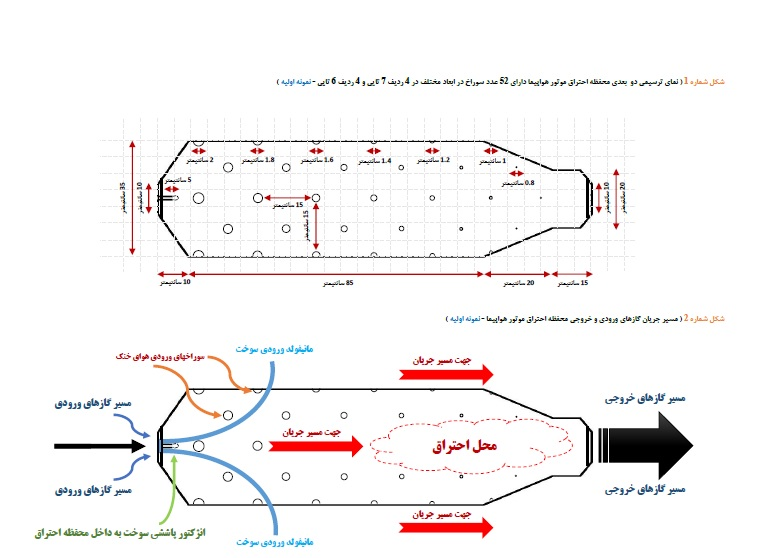 شکل شماره 1 ( نمای ترسیمی دو بعدی محفظه احتراق موتور هواپیما دارای 52 عدد سوراخ در ابعاد مختلف در 4 ردیف 7 تایی و 4 ردیف 6 تایی - نمونه اولیه )
2 سانتیمتر
1.8 سانتیمتر
1.6 سانتیمتر
1.4 سانتیمتر
1.2 سانتیمتر
1 سانتیمتر
0.8 سانتیمتر
5 سانتیمتر
35 سانتیمتر
10 سانتیمتر
15 سانتیمتر
15 سانتیمتر
10 سانتیمتر
20 سانتیمتر
10 سانتیمتر
85 سانتیمتر
20 سانتیمتر
15 سانتیمتر
شکل شماره 2 ( مسیر جریان گازهای ورودی و خروجی محفظه احتراق موتور هواپیما - نمونه اولیه )
مانیفولد ورودی سوخت
سوراخهای ورودی هوای خنک
جهت مسیر جریان
مسیر گازهای ورودی
مسیر گازهای خروجی
جهت مسیر جریان
محل احتراق
مسیر گازهای ورودی
مسیر گازهای خروجی
جهت مسیر جریان
انژکتور پاششی سوخت به داخل محفظه احتراق
مانیفولد ورودی سوخت